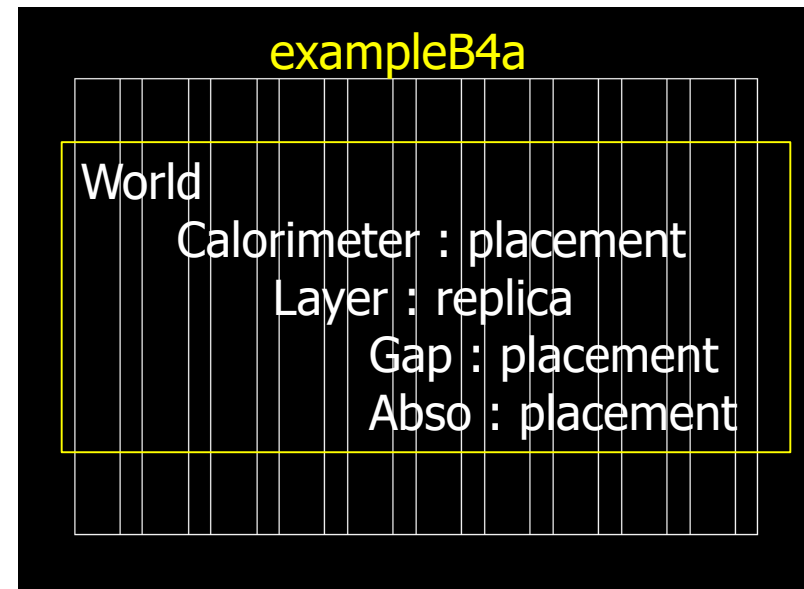 exampleB4a
World
Calorimeter : placement
Layer : replica
Gap : placement
Abso : placement